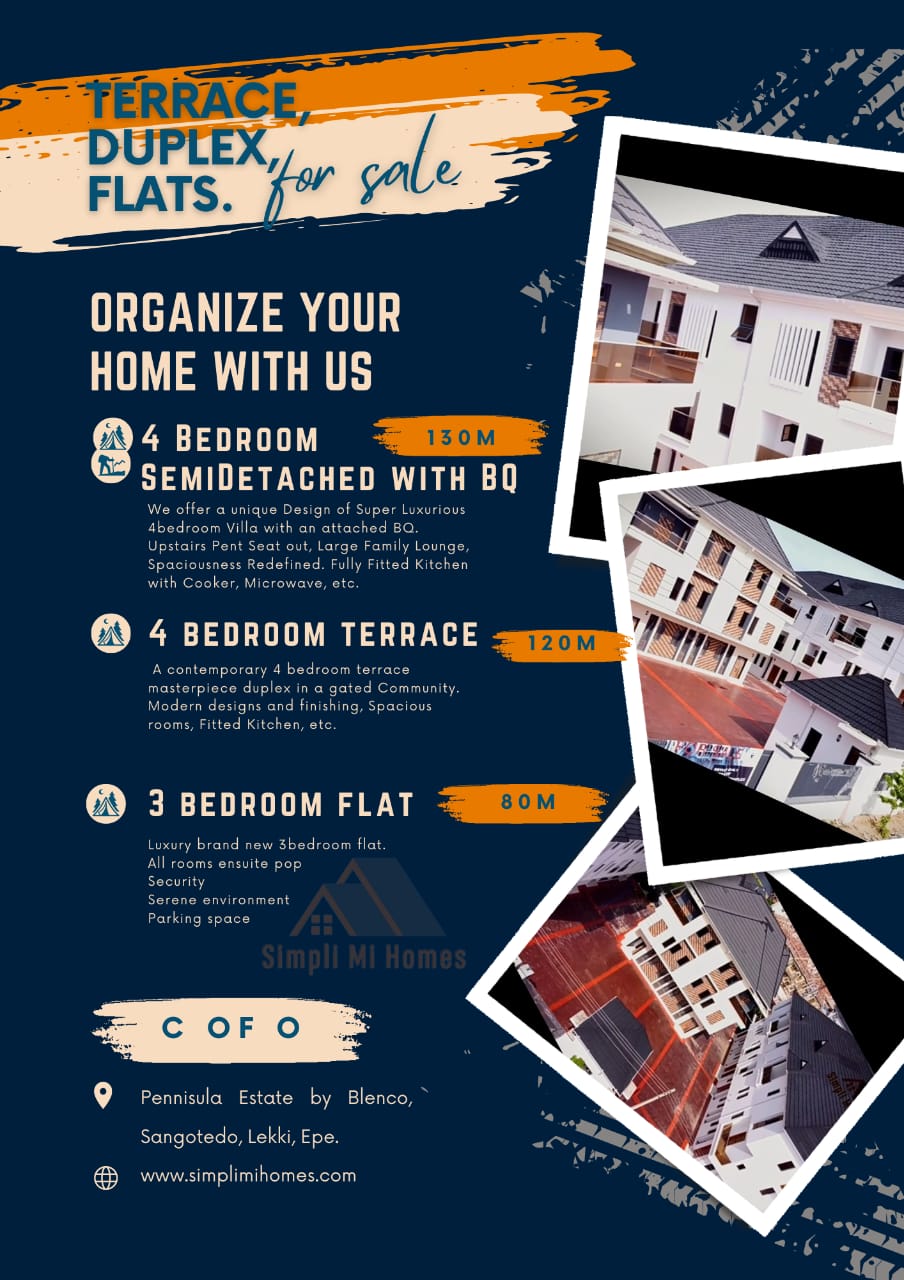 TERRACE,
DUPLEX,
FLATS. for sale
ORGANIZE YOUR
HOME WITH US
4 BEDROOM
130M
SEMIDETACHED WITH BQ
We offer a unique Design of Super Luxurious
4bedroom Villa with an attached BQ.
Upstairs Pent Seat out, Large Family Lounge,
Spaciousness Redefined. Fully Fitted Kitchen
with Cooker, Microwave, etc.
4 BEDROOM TERRACE
120M
A contemporary 4 bedroom terrace
masterpiece duplex in a gated Community.
Modern designs and finishing, Spacious
rooms, Fitted Kitchen, etc.
3 BEDROOM FLAT
80M
Luxury brand new 3bedroom flat.
All rooms ensuite pop
Security
Serene environment
Parking space
Simpli Mi Homes
C OF O
Pennisula Estate by Blenco, `
Sangotedo, Lekki, Epe.
www.simplimihomes.com